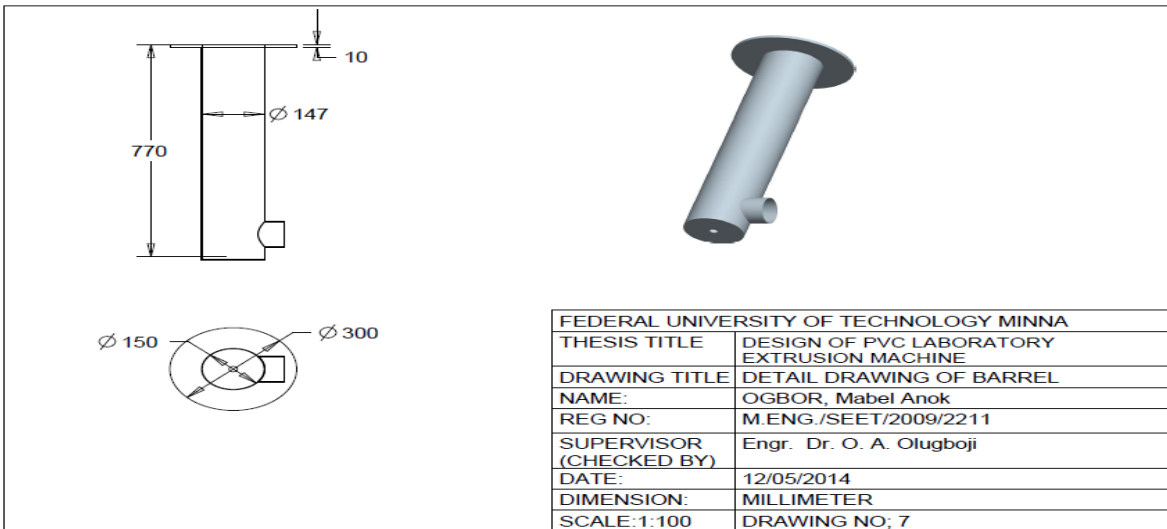 10
Ø 147
770
Ø 150
Ø 300
FEDERAL UNIVERSITY OF TECHNOLOGY MINNA
THESIS TITLE DESIGN OF PVC LABORATORY
EXTRUSION MACHINE
DRAWING TITLE DETAIL DRAWING OF BARREL
NAME: OGBOR, Mabel Anok
REG NO: M.ENG./SEET/2009/2211
SUPERVISOR Engr. Dr. O. A. Olugboji
(CHECKED BY)
DATE: 12/05/2014
DIMENSION: MILLIMETER
SCALE:1:100 DRAWING NO; 7